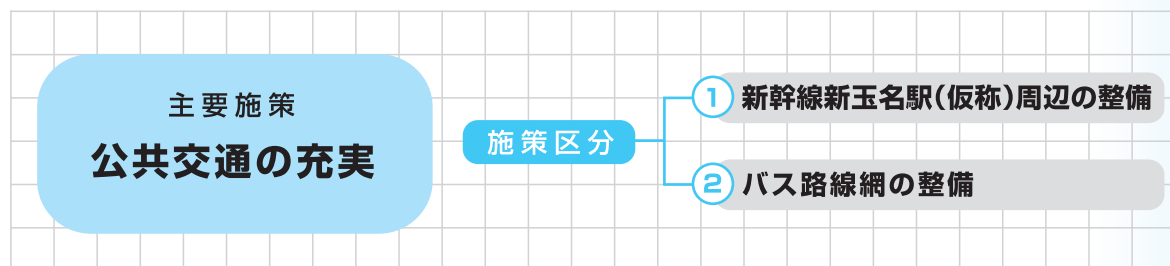 主要施策
公共交通の充実
施策区分
1 新幹線新玉名駅(仮称)周辺の整備
2 バス路線網の整備